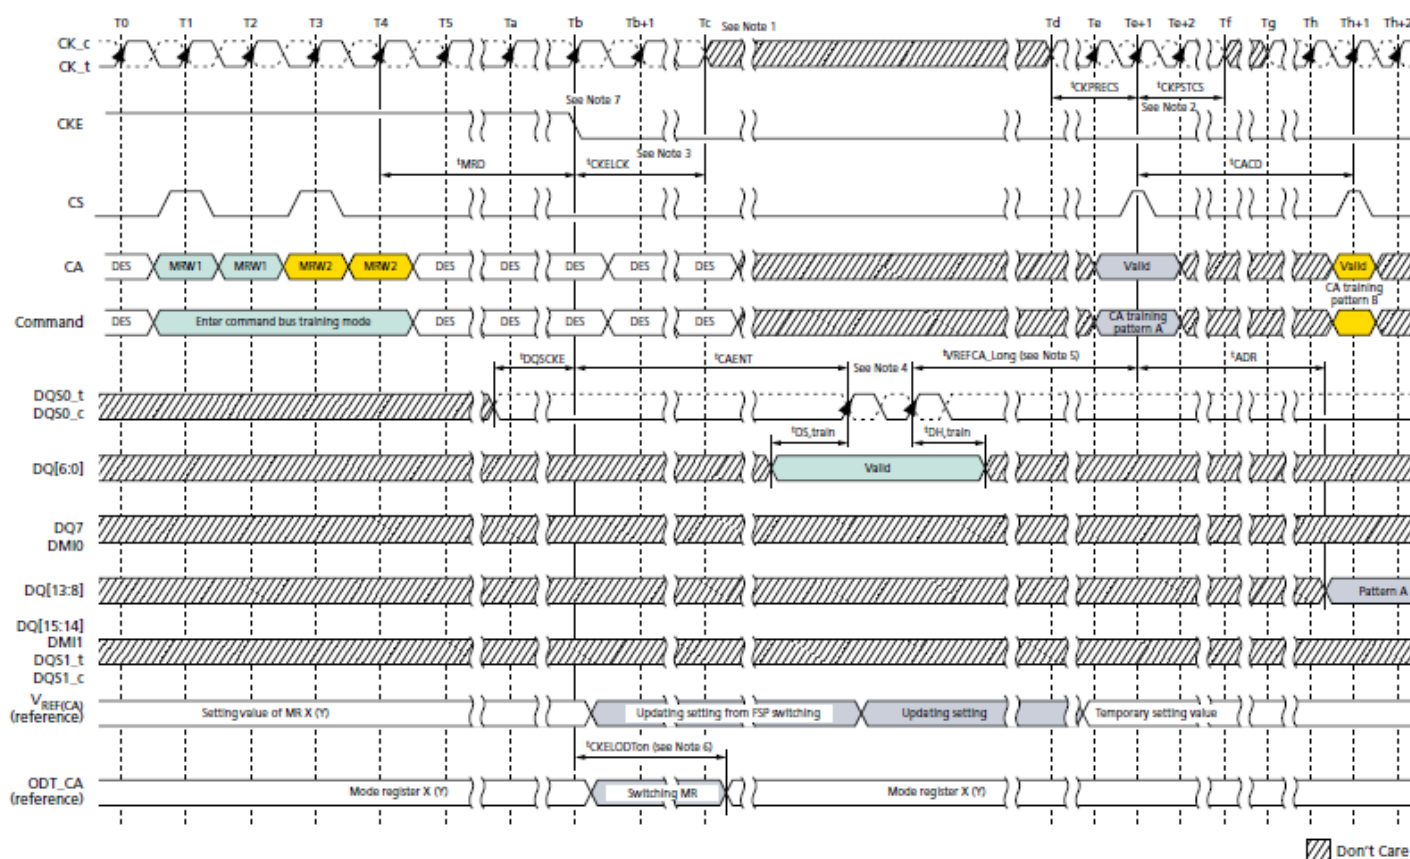 T0 T1 T2 T3 T4 T5 Ta Tb Tb+1 Tc See Note 1 Td Te Te+1 Te+2 Tf Tg Th Th+1 Th+2
CK_c
CK_t
tCKPRECS tCKPSTCS
See Note 7 See Note 2
CKE
See Note 3
tMRD tCKELCK tCACD
CS
CA DES MRW1 MRW1 MRW2 MRW2 DES DES DES DES DES Valid Valid
CA training
pattern B
Command DES Enter command bus training mode DES DES DES DES DES CA training
pattern A
tDQSCKE tCAENT See Note 4 tVREFCA_Long (see Note 5) tADR
DQS0_t
DQS0_c
tDS,train tDH,train
DQ[6:0] Valid
DQ7
DMI0
DQ[13:8] Pattern A
DQ[15:14]
DMI1
DQS1_t
DQS1_c
VREF(CA)
(reference) Setting value of MR X (Y) Updating setting from FSP switching Updating setting Temporary setting value
tCKELODTon (see Note 6)
ODT_CA
(reference) Mode register X (Y) Switching MR Mode register X (Y)
Don't Care